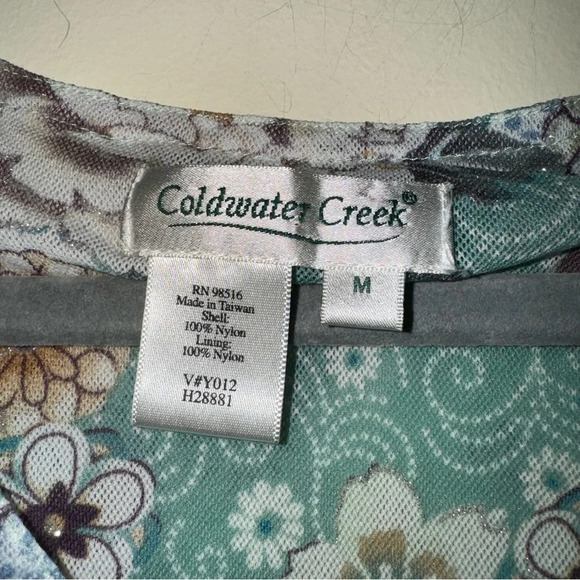 Coldwater Creek®
M
RN 98516
Made in Taiwan
Shell:
100% Nylon
Lining:
100% Nylon
V#Y012
H28881